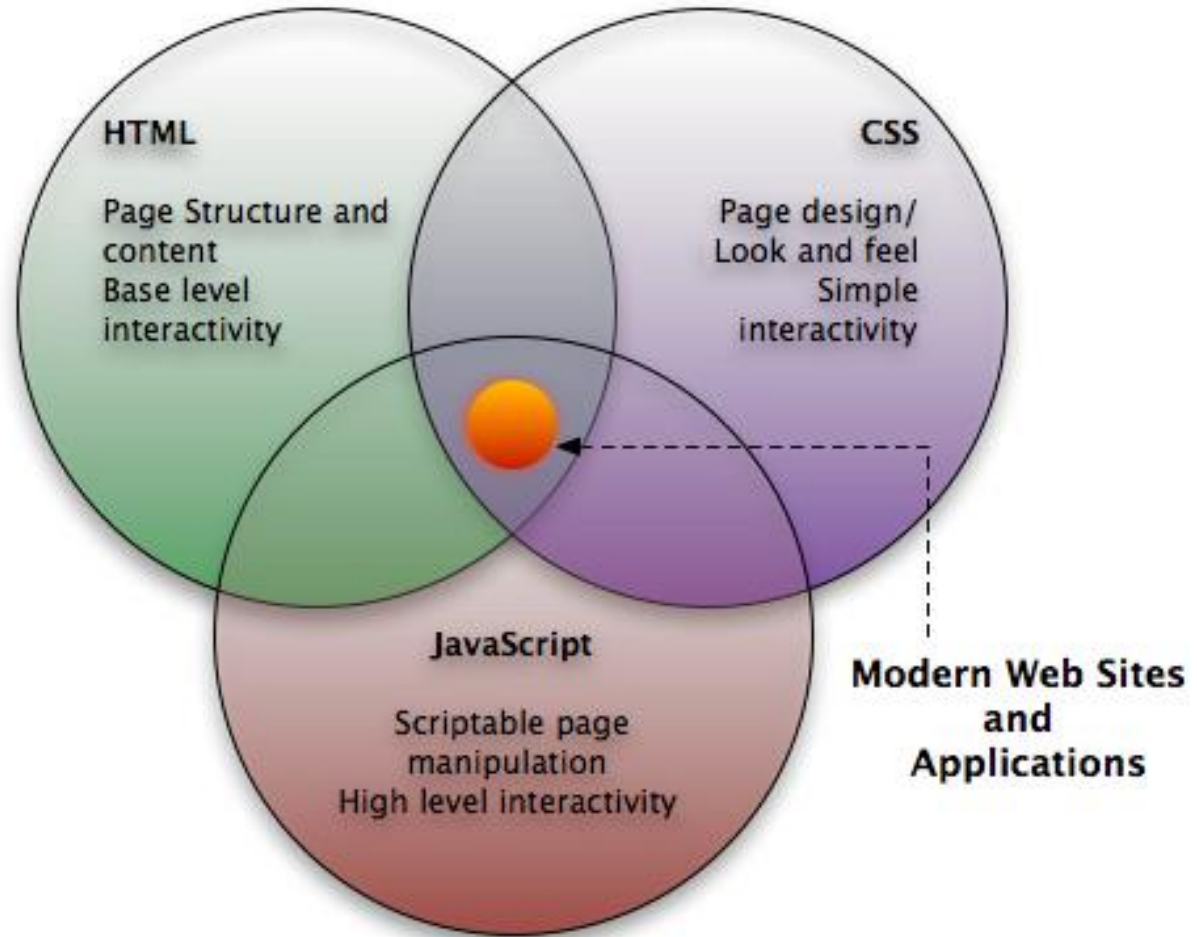 HTML
Page Structure and
content
Base level
interactivity
CSS
Page design/
Look and feel
Simple
interactivity
JavaScript
Scriptable page
manipulation
High level interactivity
Modern Web Sites
and
Applications